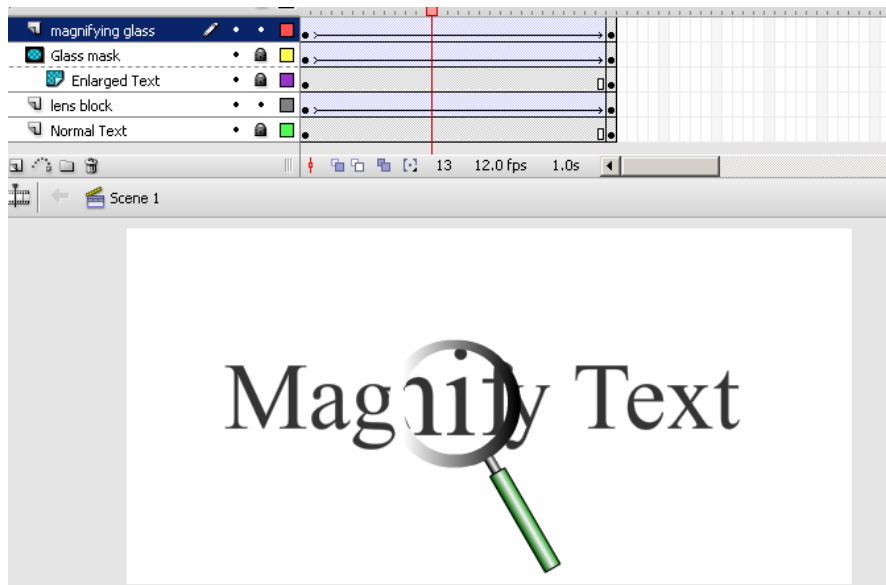 magnifying glass
Glass mask
Enlarged Text
lens block
Normal Text
13 12.0 fps 1.0s
Scene 1
Magnify Text